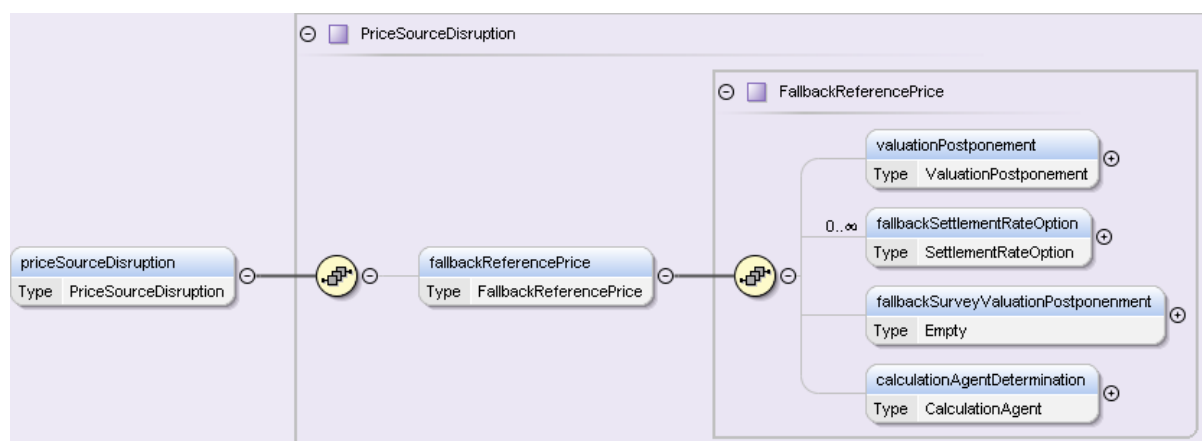 PriceSourceDisruption
FallbackReferencePrice
valuationPostponement
Type ValuationPostponement
0..∞
fallbackSettlementRateOption
Type SettlementRateOption
priceSourceDisruption
Type PriceSourceDisruption
fallbackReferencePrice
Type FallbackReferencePrice
fallbackSurveyValuationPostponenment
Type Empty
calculationAgentDetermination
Type CalculationAgent